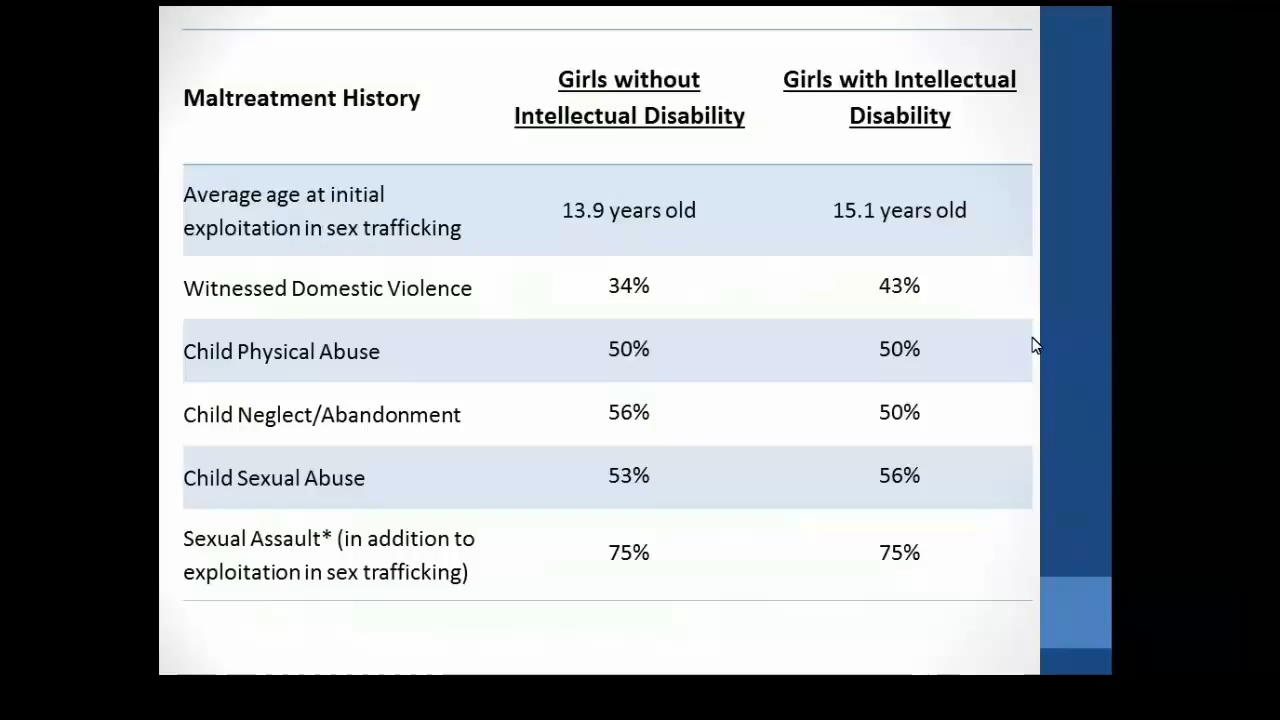 Maltreatment History
Girls without
Intellectual Disability
Girls with Intellectual
Disability
Average age at initial
exploitation in sex trafficking
13.9 years old
15.1 years old
Witnessed Domestic Violence
34%
43%
Child Physical Abuse
50%
50%
Child Neglect/Abandonment
56%
50%
Child Sexual Abuse
53%
56%
Sexual Assault* (in addition to
exploitation in sex trafficking)
75%
75%